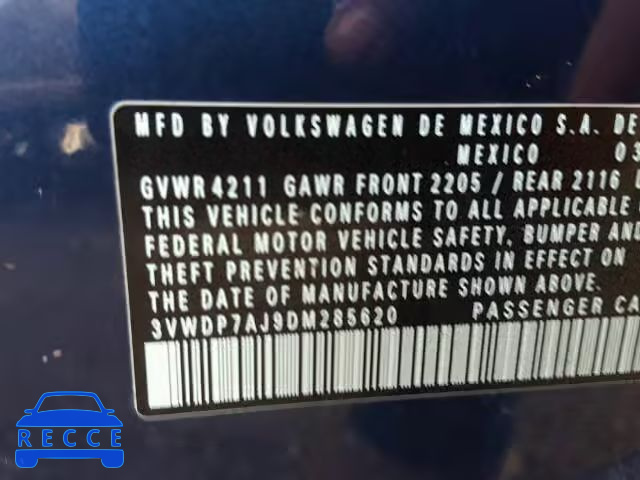 MFD BY VOLKSWAGEN DE MEXICO S.A. DE
MEXICO 03
GVWR 4211 GAWR FRONT 2205 / REAR 2116
THIS VEHICLE CONFORMS TO ALL APPLICABLE
FEDERAL MOTOR VEHICLE SAFETY, BUMPER AND
THEFT PREVENTION STANDARDS IN EFFECT ON
THE DATE OF MANUFACTURE SHOWN ABOVE.
3VWDP7AJ9DM285620 PASSENGER CA
RECCE